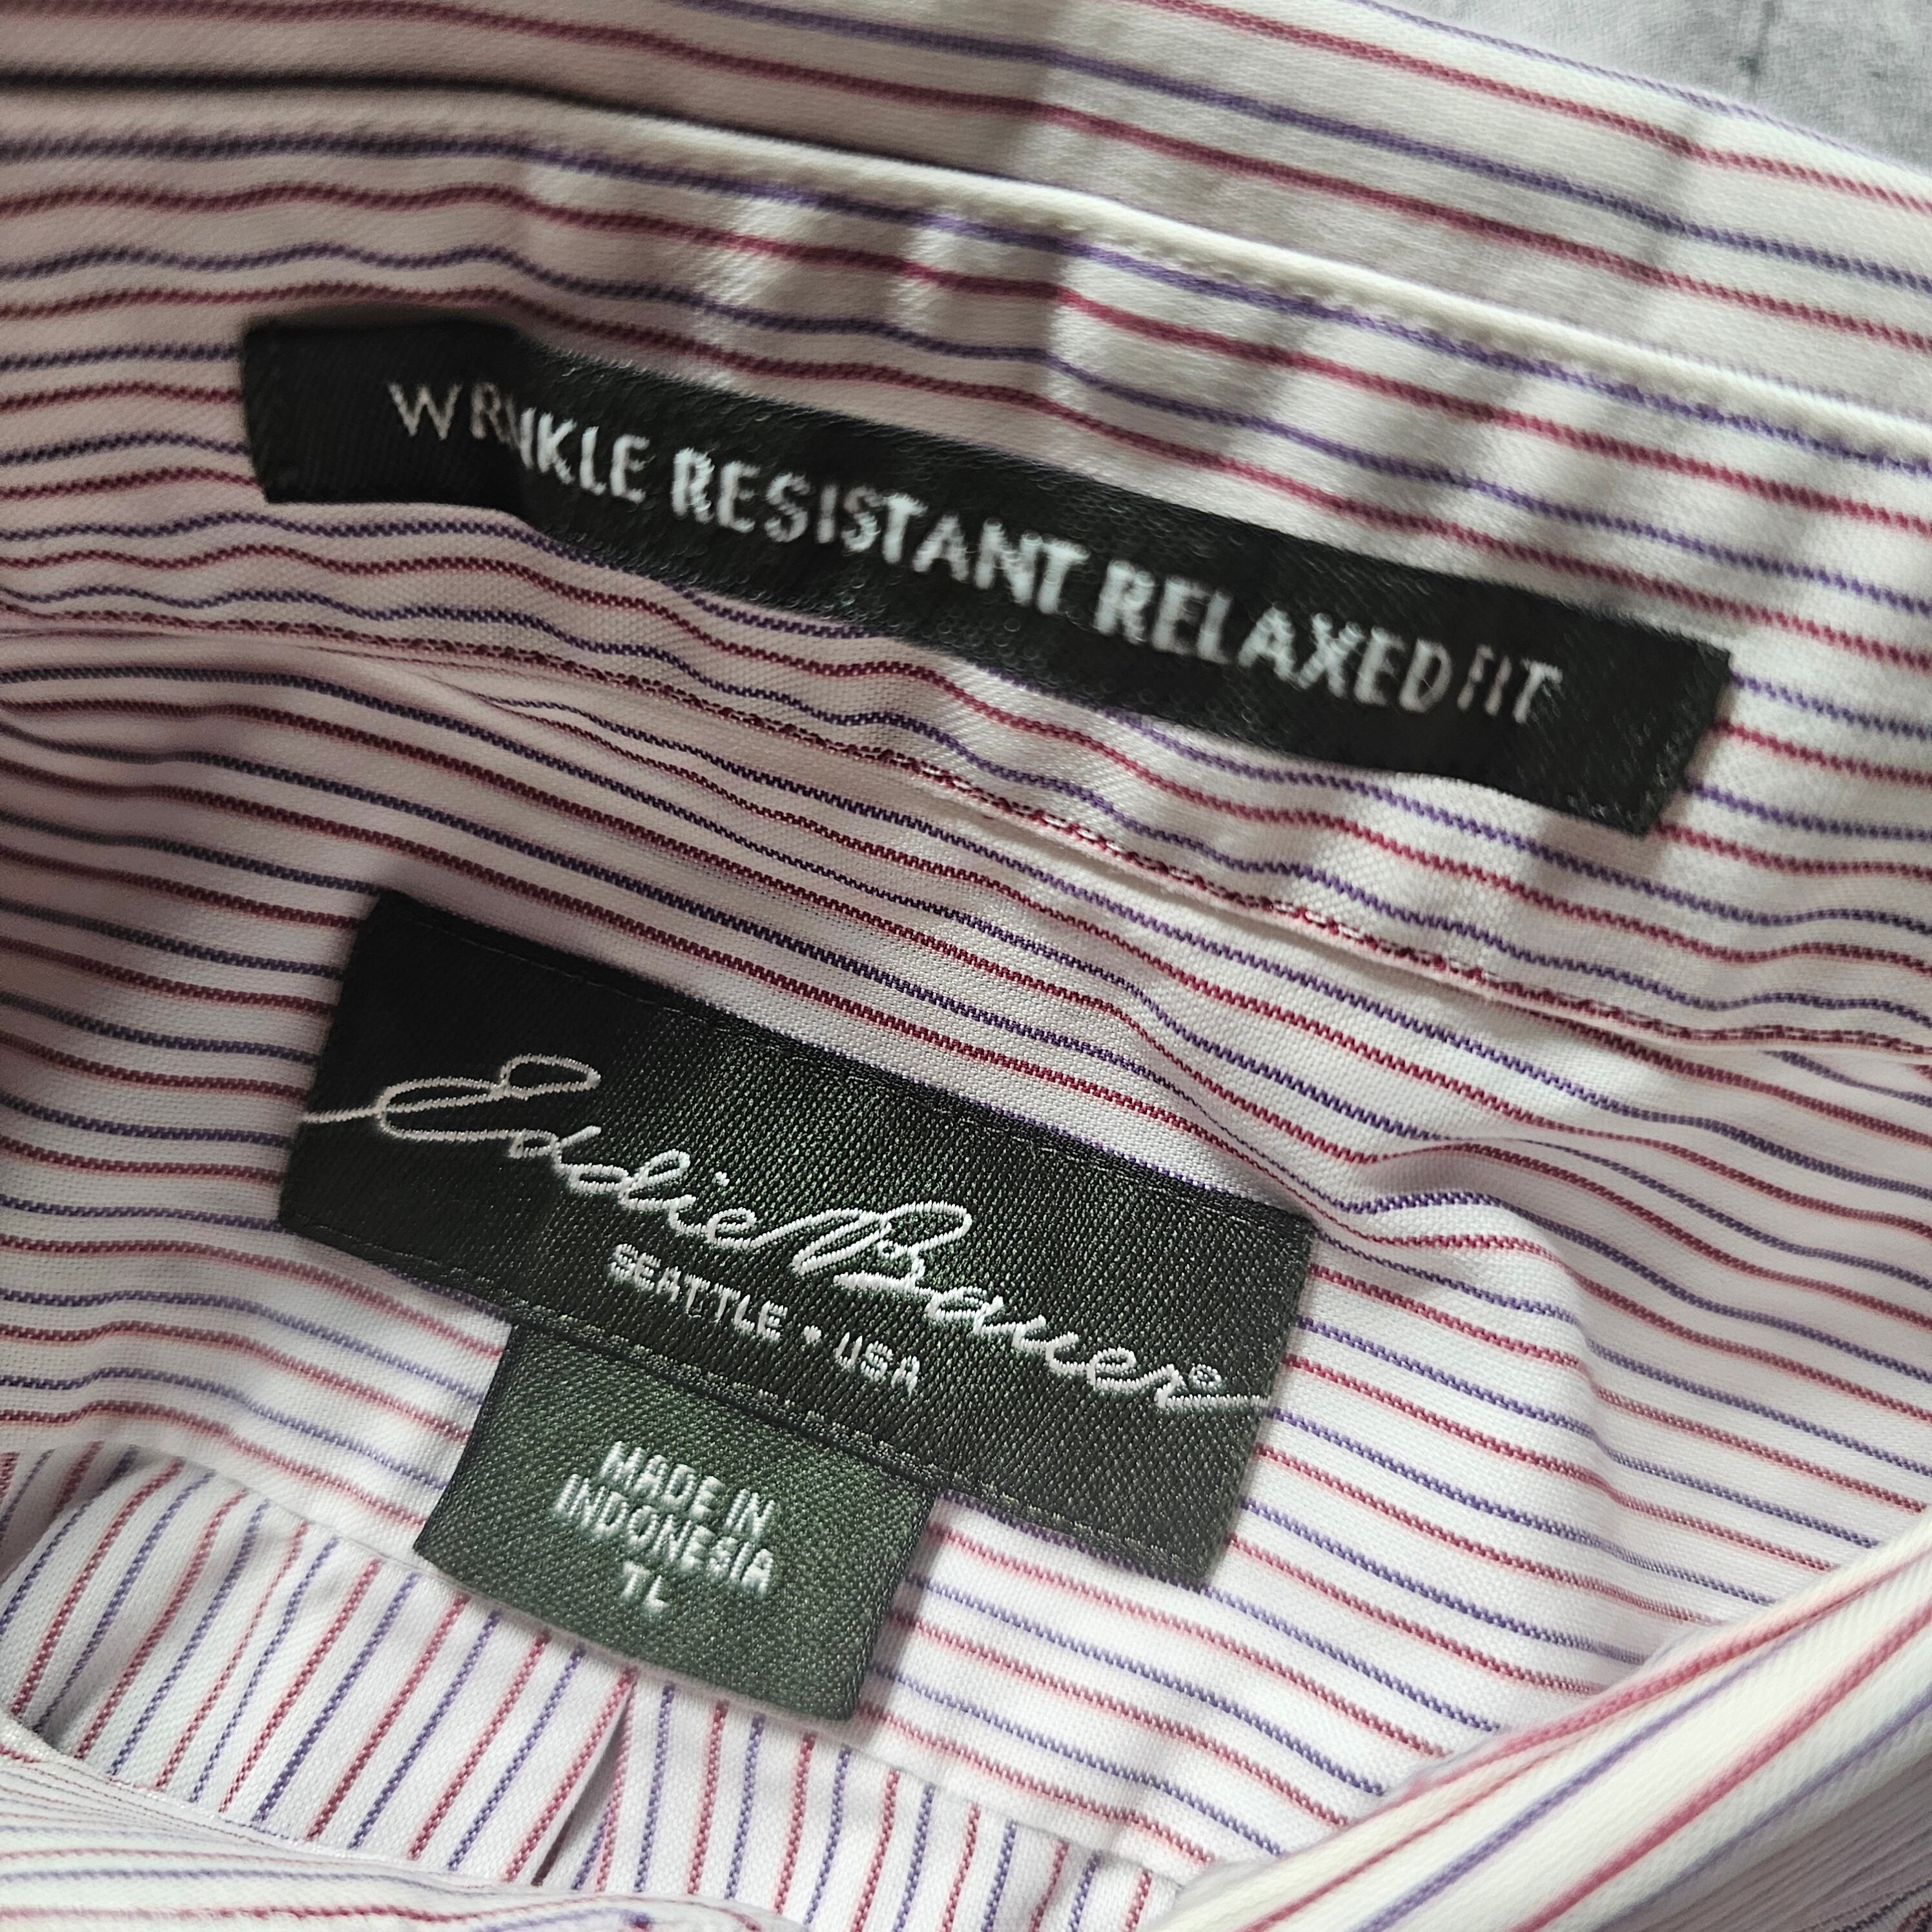 WRINKLE RESISTANT RELAXED FIT
Eddie Bauer®
SEATTLE • USA
MADE IN
INDONESIA
TL